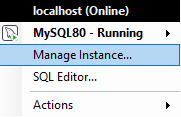 localhost (Online)
MySQL80 - Running
Manage Instance...
SQL Editor...
Actions